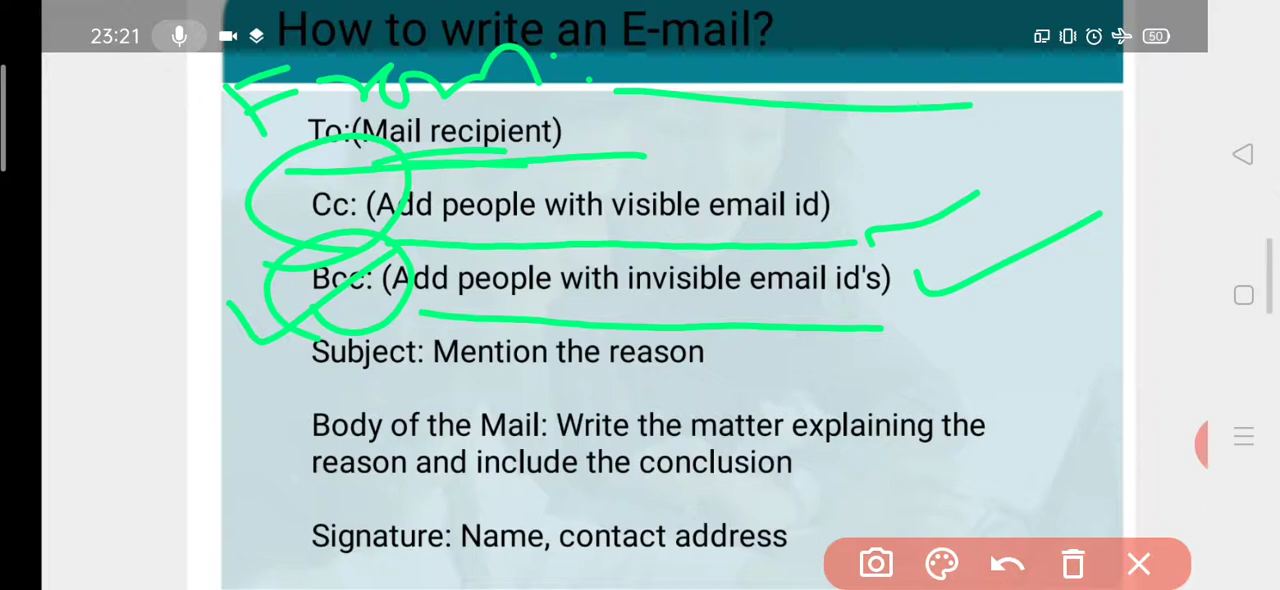 23:21
50
How to write an E-mail?
From:
To:(Mail recipient)
Cc: (Add people with visible email id)
Bcc: (Add people with invisible email id's)
Subject: Mention the reason
Body of the Mail: Write the matter explaining the
reason and include the conclusion
Signature: Name, contact address